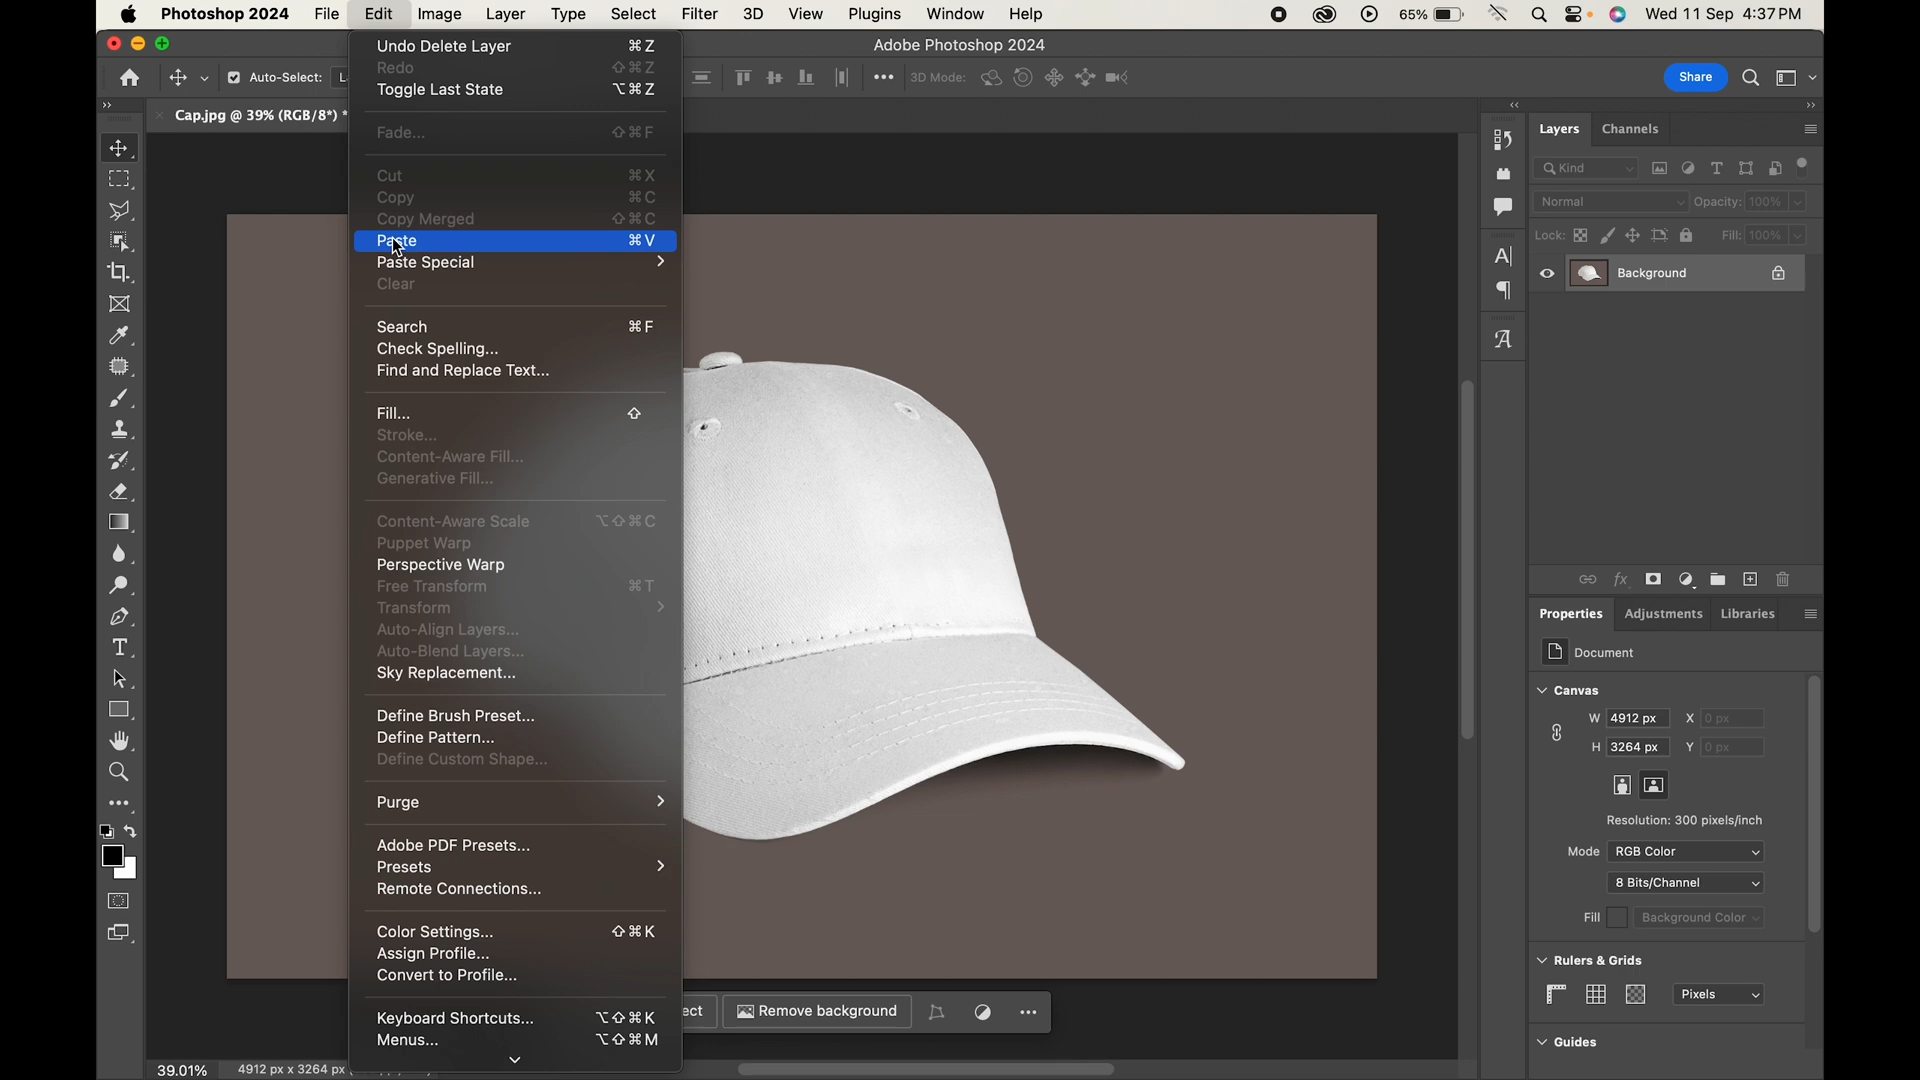 Photoshop 2024 File Edit Image Layer Type Select Filter 3D View Plugins Window Help 65% Wed 11 Sep 4:37 PM
Adobe Photoshop 2024
Auto-Select: 3D Mode: Share
Cap.jpg @ 39% (RGB/8*) *
Undo Delete Layer ⌘Z
Redo ⇧⌘Z
Toggle Last State ⌥⌘Z
Fade... ⇧⌘F
Cut ⌘X
Copy ⌘C
Copy Merged ⇧⌘C
Paste ⌘V
Paste Special
Clear
Search ⌘F
Check Spelling...
Find and Replace Text...
Fill... ⇧
Stroke...
Content-Aware Fill...
Generative Fill...
Content-Aware Scale ⌥⇧⌘C
Puppet Warp
Perspective Warp
Free Transform ⌘T
Transform
Auto-Align Layers...
Auto-Blend Layers...
Sky Replacement...
Define Brush Preset...
Define Pattern...
Define Custom Shape...
Purge
Adobe PDF Presets...
Presets
Remote Connections...
Color Settings... ⇧⌘K
Assign Profile...
Convert to Profile...
Keyboard Shortcuts... ⌥⇧⌘K
Menus... ⌥⇧⌘M
ect Remove background
39.01% 4912 px x 3264 px
Layers Channels
Kind
Normal Opacity: 100%
Lock: Fill: 100%
Background
Properties Adjustments Libraries
Document
Canvas
W 4912 px X 0 px
H 3264 px Y 0 px
Resolution: 300 pixels/inch
Mode RGB Color
8 Bits/Channel
Fill Background Color
Rulers & Grids
Pixels
Guides